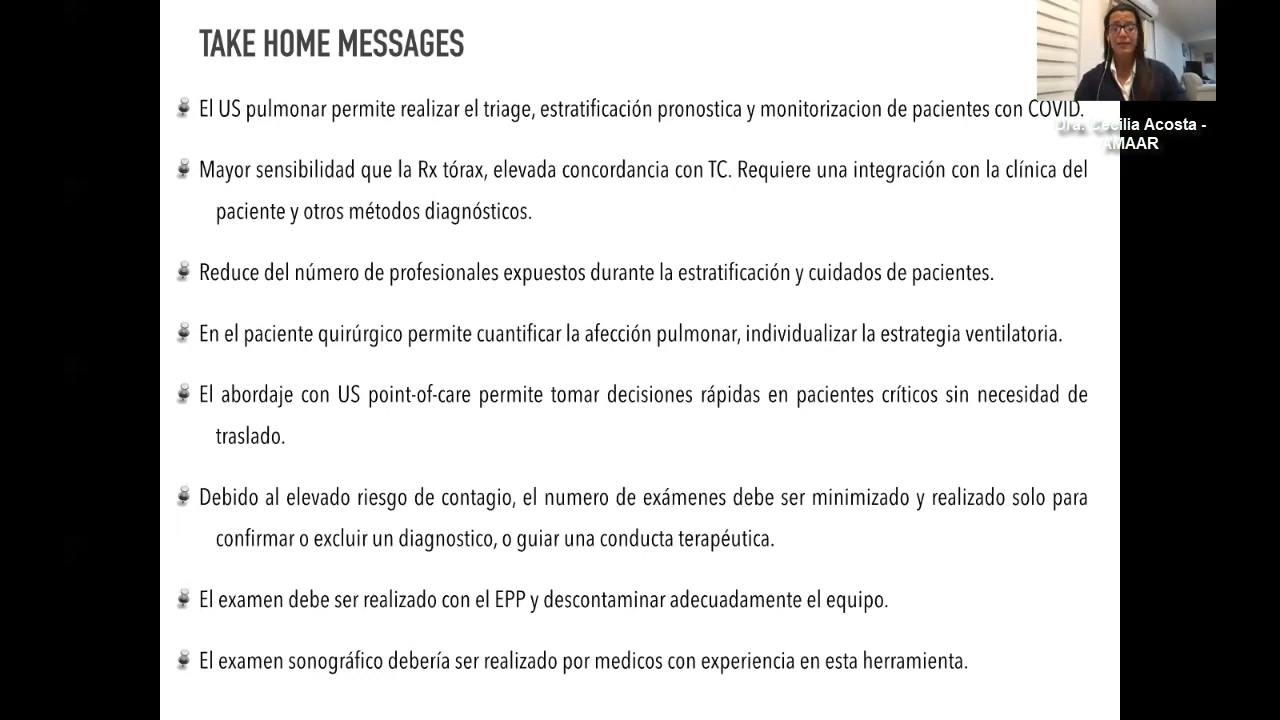 TAKE HOME MESSAGES
El US pulmonar permite realizar el triage, estratificación pronostica y monitorizacion de pacientes con COVID.
Dra. Cecilia Acosta -
AMAAR
Mayor sensibilidad que la Rx tórax, elevada concordancia con TC. Requiere una integración con la clínica del
paciente y otros métodos diagnósticos.
Reduce del número de profesionales expuestos durante la estratificación y cuidados de pacientes.
En el paciente quirúrgico permite cuantificar la afección pulmonar, individualizar la estrategia ventilatoria.
El abordaje con US point-of-care permite tomar decisiones rápidas en pacientes críticos sin necesidad de
traslado.
Debido al elevado riesgo de contagio, el numero de exámenes debe ser minimizado y realizado solo para
confirmar o excluir un diagnostico, o guiar una conducta terapéutica.
El examen debe ser realizado con el EPP y descontaminar adecuadamente el equipo.
El examen sonográfico debería ser realizado por medicos con experiencia en esta herramienta.